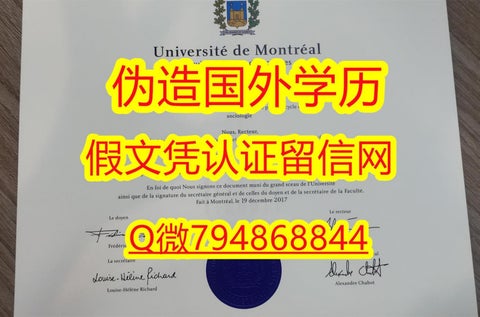 Université de Montréal
伪造国外学历
sociologie
Nous, Recteur,
假文凭认证留信网
En foi de quoi Nous signons ce document muni du grand sceau de l'Université
ainsi que de la signature du secrétaire général et de celles du doyen et de la secrétaire de la Faculté.
Fait à Montréal, le 19 décembre 2017
Le doyen
Le recteur
Q微794868844
La secrétaire
Louise-Hélène Richard
Louise-Hélène Richard
Alexandre Chabot